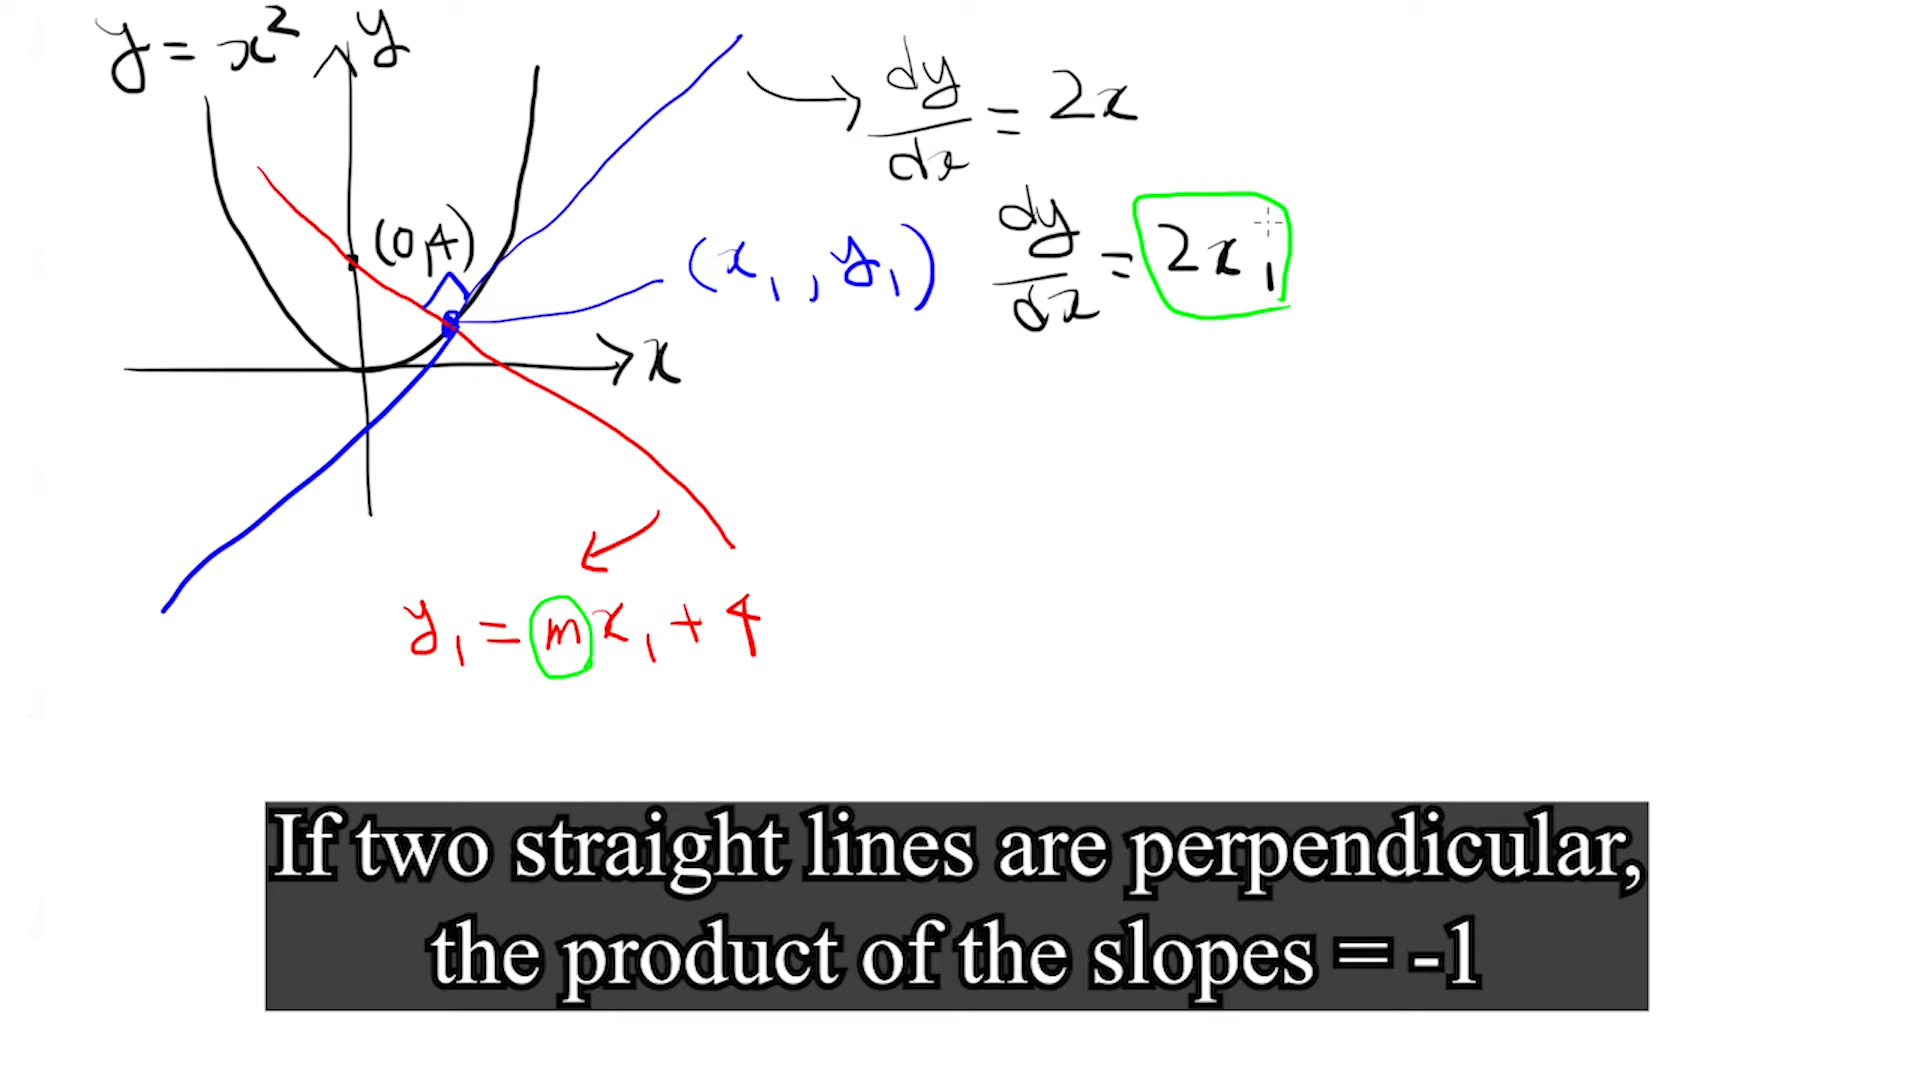 y = x²
y
dy/dx = 2x
(0,4)
(x₁, y₁)
dy/dx = 2x₁
x
y₁ = mx₁ + 4
If two straight lines are perpendicular,
the product of the slopes = -1